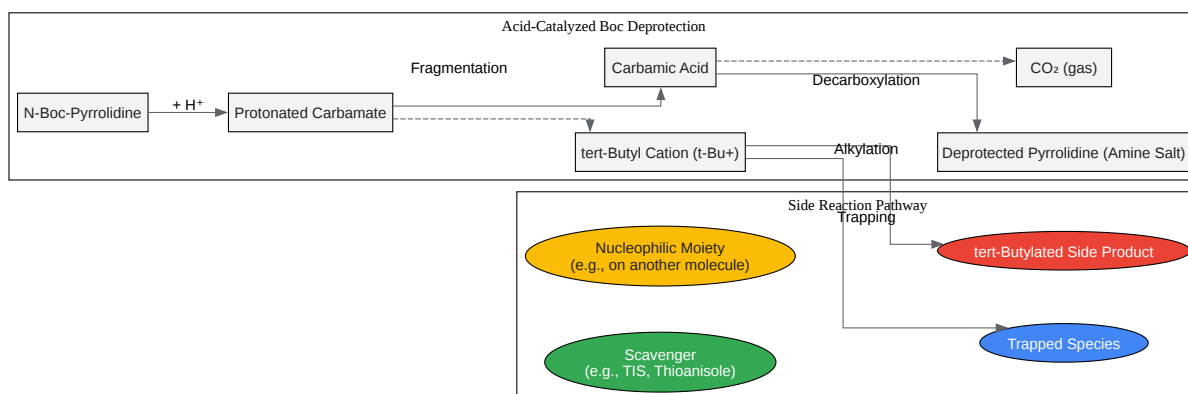 Acid-Catalyzed Boc Deprotection
Fragmentation
Carbamic Acid
CO₂ (gas)
Decarboxylation
N-Boc-Pyrrolidine
+ H⁺
Protonated Carbamate
tert-Butyl Cation (t-Bu+)
Alkylation
Deprotected Pyrrolidine (Amine Salt)
Side Reaction Pathway
Trapping
Nucleophilic Moiety
(e.g., on another molecule)
tert-Butylated Side Product
Scavenger
(e.g., TIS, Thioanisole)
Trapped Species